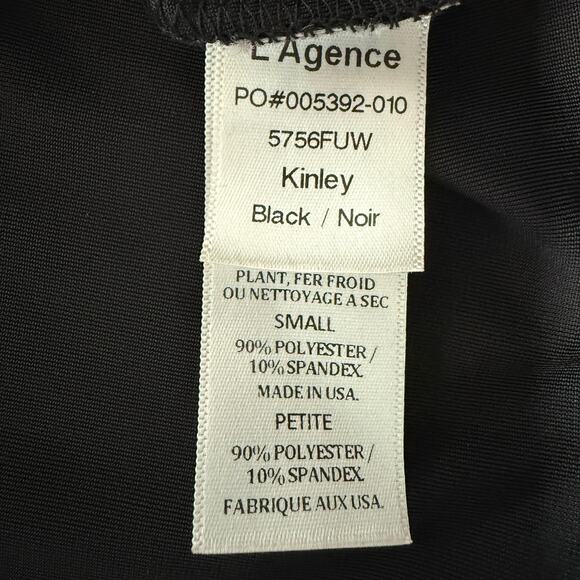 L'Agence
PO#005392-010
5756FUW
Kinley
Black / Noir
PLANT, FER FROID
OU NETTOYAGE A SEC
SMALL
90% POLYESTER /
10% SPANDEX.
MADE IN USA.
PETITE
90% POLYESTER /
10% SPANDEX.
FABRIQUE AUX USA.